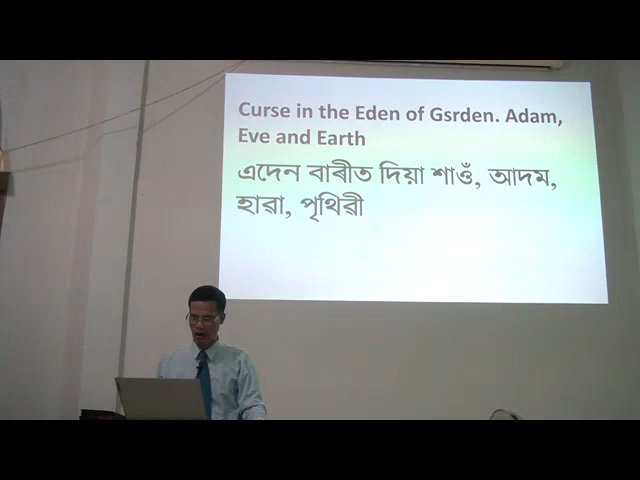 Curse in the Eden of Gsrden. Adam,
Eve and Earth
এদেন বাৰীত দিয়া শাওঁ, আদম,
হাৱা, পৃথিৱী